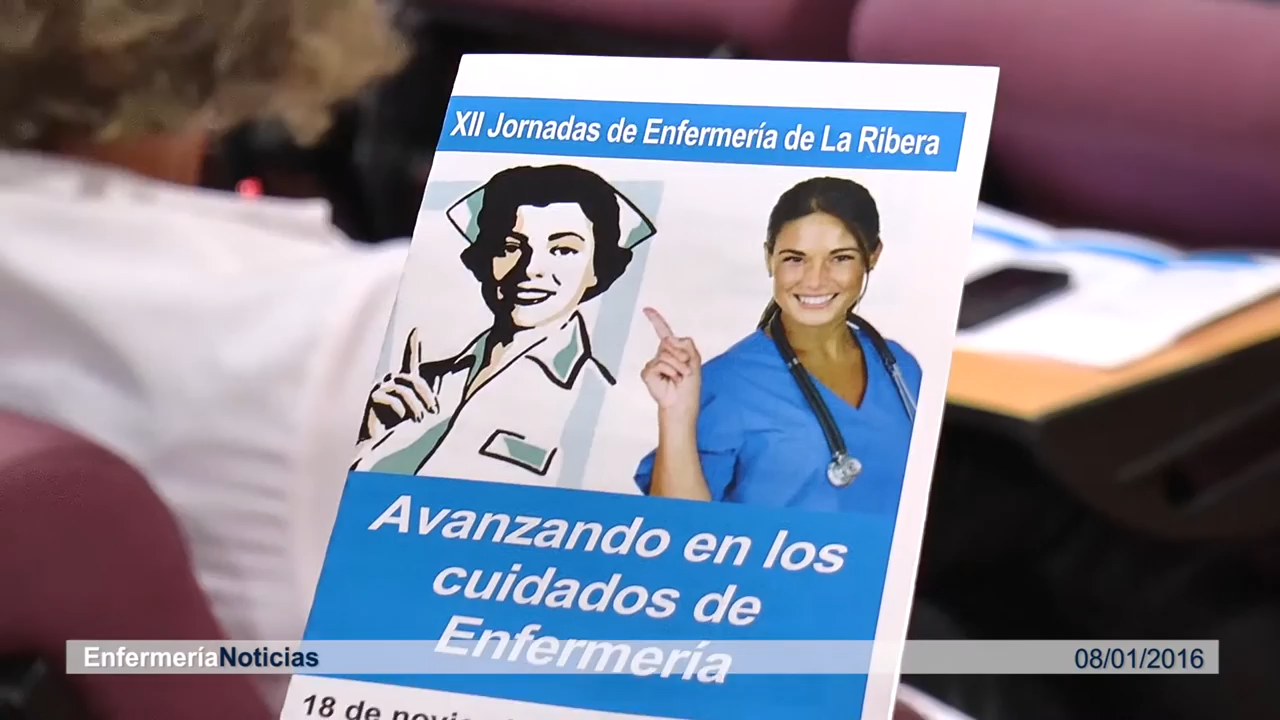 XII Jornadas de Enfermería de La Ribera
Avanzando en los
cuidados de
Enfermería
18 de
EnfermeríaNoticias
08/01/2016